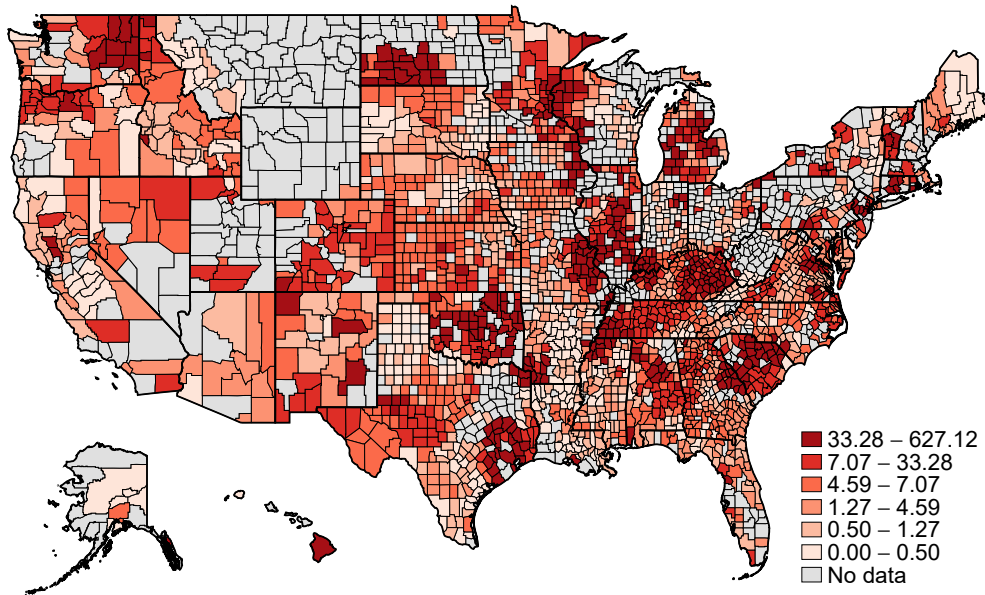 33.28 – 627.12
7.07 – 33.28
4.59 – 7.07
1.27 – 4.59
0.50 – 1.27
0.00 – 0.50
No data